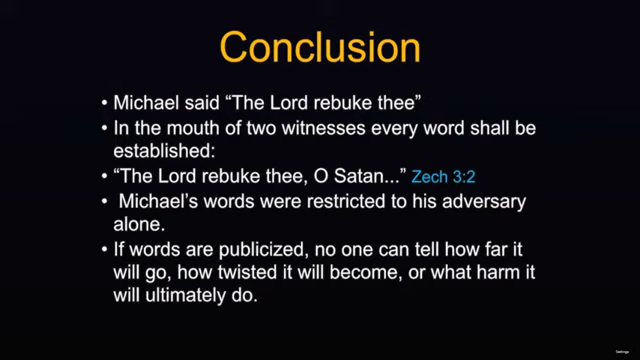 Conclusion
• Michael said “The Lord rebuke thee”
• In the mouth of two witnesses every word shall be
established:
• “The Lord rebuke thee, O Satan...” Zech 3:2
• Michael's words were restricted to his adversary
alone.
• If words are publicized, no one can tell how far it
will go, how twisted it will become, or what harm it
will ultimately do.
Settings